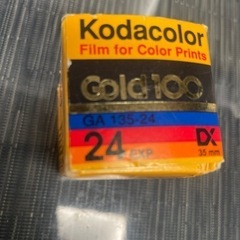 Kodacolor
Film for Color Prints
Gold 100
GA 135-24
24 EXP.
DX
35 mm